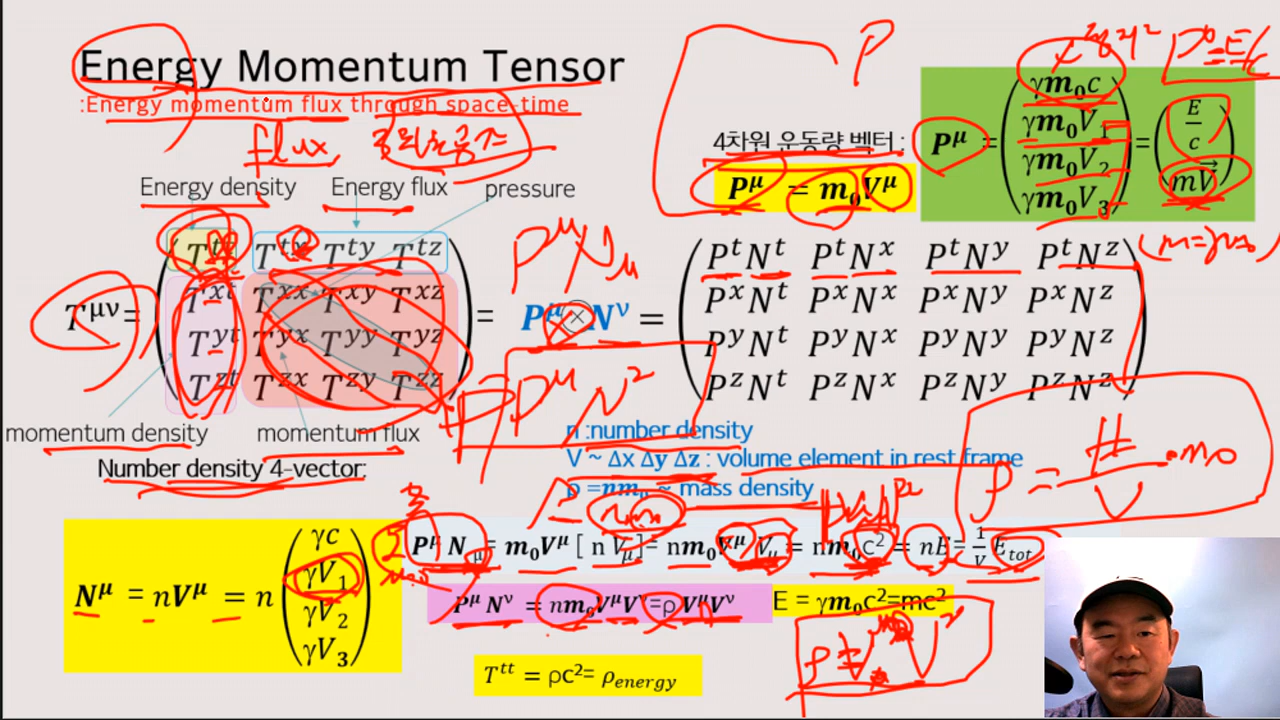 Energy Momentum Tensor
:Energy momentum flux through space-time
flux
Energy density Energy flux pressure
4차원 운동량 벡터 :
P^μ = m₀V^μ
P^μ = (γm₀c γm₀V₁ γm₀V₂ γm₀V₃) = (E/c mV⃗)
P⁰=E/c
P
T^μν = (T^tt T^tx T^ty T^tz
T^xt T^xx T^xy T^xz
T^yt T^yx T^yy T^yz
T^zt T^zx T^zy T^zz)
= P^μ × N^ν =
(P^tN^t P^tN^x P^tN^y P^tN^z
P^xN^t P^xN^x P^xN^y P^xN^z
P^yN^t P^yN^x P^yN^y P^yN^z
P^zN^t P^zN^x P^zN^y P^zN^z)
momentum density momentum flux
Number density 4-vector:
n :number density
V ~ Δx Δy Δz : volume element in rest frame
ρ =nm₀ ~ mass density
N^μ = nV^μ = n (γc γV₁ γV₂ γV₃)
P^μ N_μ = m₀V^μ [ n V_μ]= nm₀V^μ V_μ = nm₀c² = nE= 1/V E_tot
P^μ N^ν = nm₀V^μV^ν=ρ V^μV^ν
E = γm₀c²=mc²
T^tt = ρc²= ρ_energy
ρ = #/V · m₀